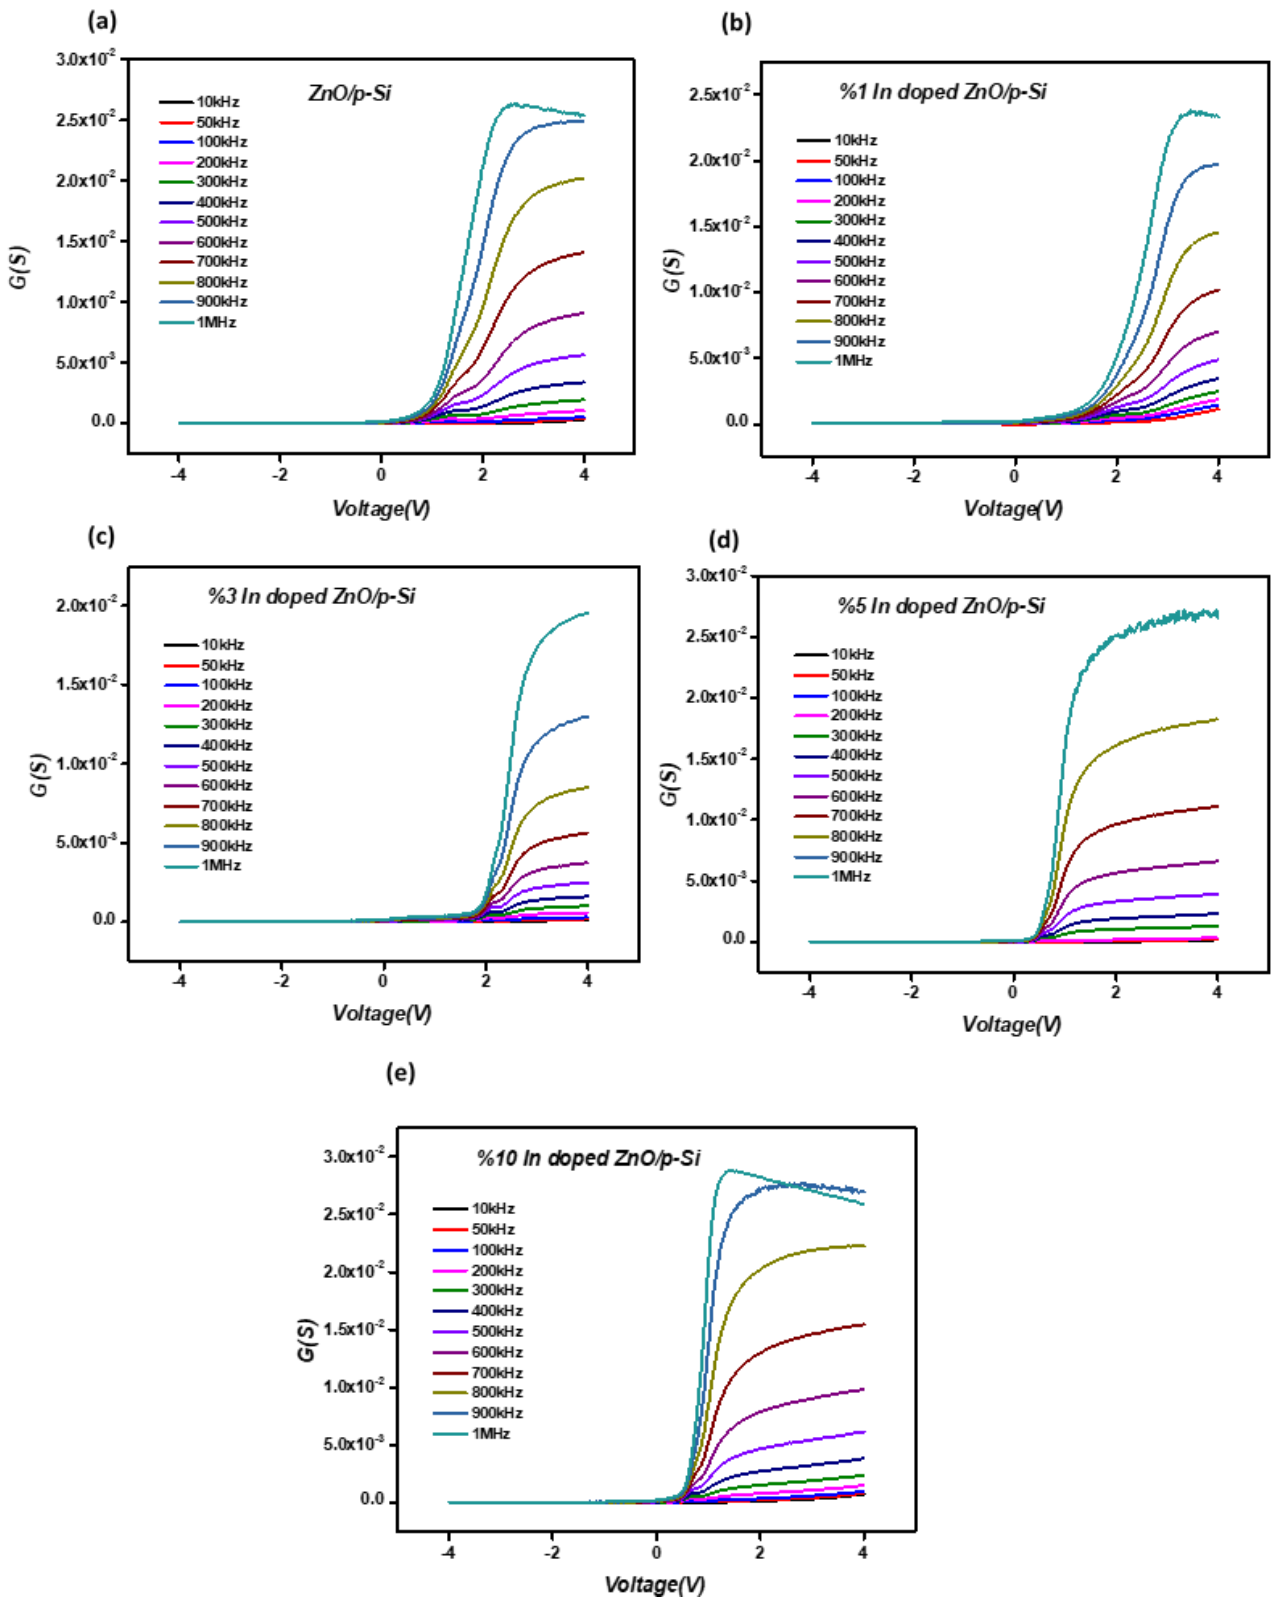 (a)
3.0x10-2
2.5x10-2
2.0x10-2
1.5x10-2
1.0x10-2
5.0x10-3
0.0
G(S)
ZnO/p-Si
10kHz
50kHz
100kHz
200kHz
300kHz
400kHz
500kHz
600kHz
700kHz
800kHz
900kHz
1MHz
-4 -2 0 2 4
Voltage(V)
(b)
2.5x10-2
2.0x10-2
1.5x10-2
1.0x10-2
5.0x10-3
0.0
G(S)
%1 In doped ZnO/p-Si
10kHz
50kHz
100kHz
200kHz
300kHz
400kHz
500kHz
600kHz
700kHz
800kHz
900kHz
1MHz
-4 -2 0 2 4
Voltage(V)
(c)
2.0x10-2
1.5x10-2
1.0x10-2
5.0x10-3
0.0
G(S)
%3 In doped ZnO/p-Si
10kHz
50kHz
100kHz
200kHz
300kHz
400kHz
500kHz
600kHz
700kHz
800kHz
900kHz
1MHz
-4 -2 0 2 4
Voltage(V)
(d)
3.0x10-2
2.5x10-2
2.0x10-2
1.5x10-2
1.0x10-2
5.0x10-3
0.0
G(S)
%5 In doped ZnO/p-Si
10kHz
50kHz
100kHz
200kHz
300kHz
400kHz
500kHz
600kHz
700kHz
800kHz
900kHz
1MHz
-4 -2 0 2 4
Voltage(V)
(e)
3.0x10-2
2.5x10-2
2.0x10-2
1.5x10-2
1.0x10-2
5.0x10-3
0.0
G(S)
%10 In doped ZnO/p-Si
10kHz
50kHz
100kHz
200kHz
300kHz
400kHz
500kHz
600kHz
700kHz
800kHz
900kHz
1MHz
-4 -2 0 2 4
Voltage(V)